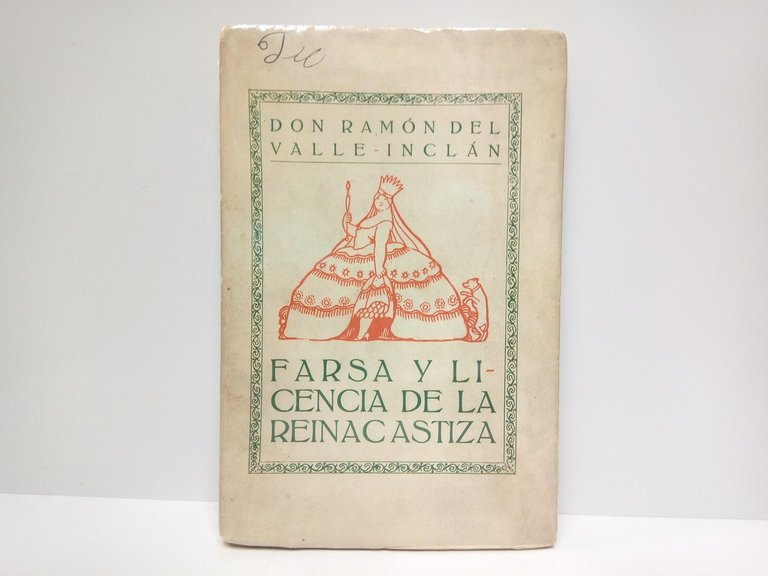 DON RAMÓN DEL
VALLE-INCLÁN
FARSA Y LI-
CENCIA DE LA
REINA CASTIZA